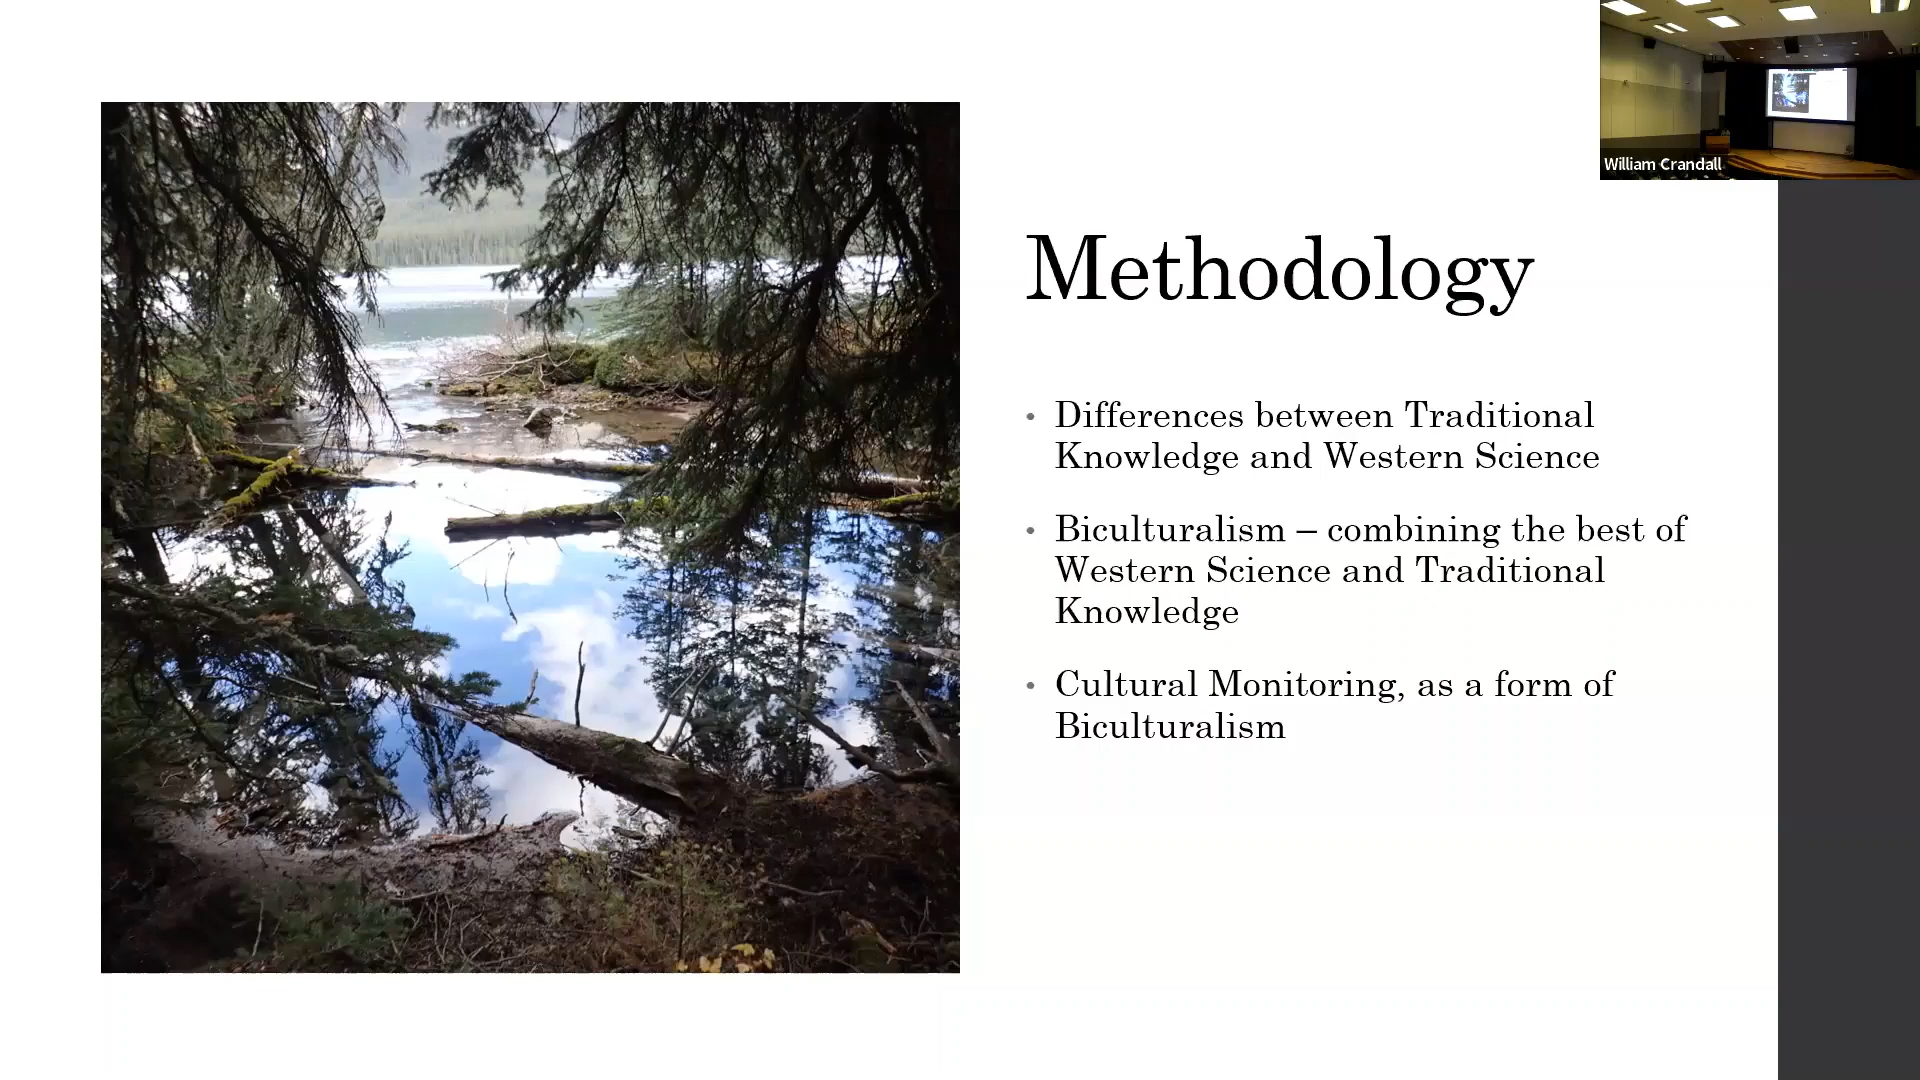 William Crandall
Methodology
• Differences between Traditional
Knowledge and Western Science
• Biculturalism – combining the best of
Western Science and Traditional
Knowledge
• Cultural Monitoring, as a form of
Biculturalism